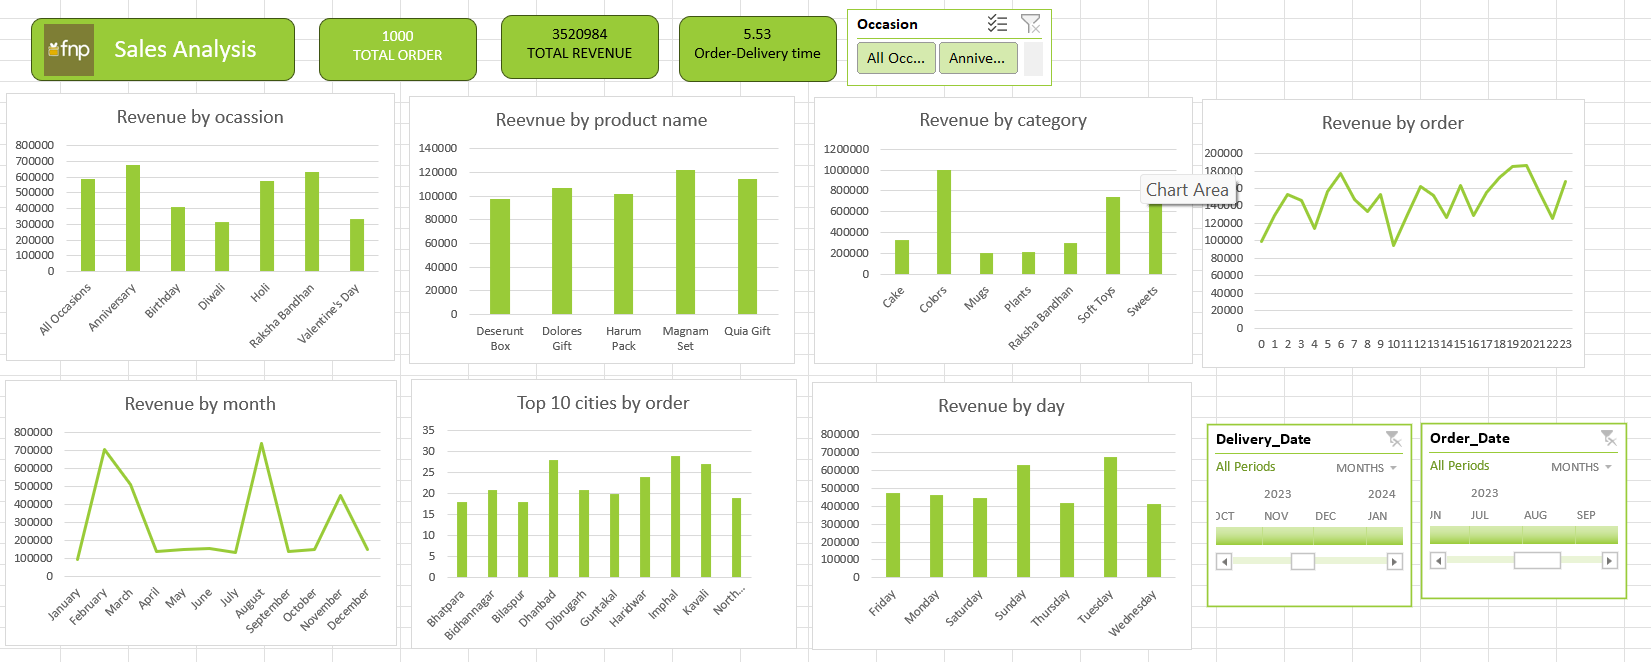 fnp
Sales Analysis
1000
TOTAL ORDER
3520984
TOTAL REVENUE
5.53
Order-Delivery time
Occasion
All Occ...
Annive...
Revenue by ocassion
800000
700000
600000
500000
400000
300000
200000
100000
0
All Occasions
Anniversary
Birthday
Diwali
Holi
Raksha Bandhan
Valentine's Day
Reevnue by product name
140000
120000
100000
80000
60000
40000
20000
0
Deserunt
Box
Dolores
Gift
Harum
Pack
Magnam
Set
Quia Gift
Revenue by category
1200000
1000000
800000
600000
400000
200000
0
Cake
Colors
Mugs
Plants
Raksha Bandhan
Soft Toys
Sweets
Chart Area
Revenue by order
200000
180000
160000
140000
120000
100000
80000
60000
40000
20000
0
0 1 2 3 4 5 6 7 8 9 10 11 12 13 14 15 16 17 18 19 20 21 22 23
Revenue by month
800000
700000
600000
500000
400000
300000
200000
100000
0
January
February
March
April
May
June
July
August
September
October
November
December
Top 10 cities by order
35
30
25
20
15
10
5
0
Bhatpara
Bidhannagar
Bilaspur
Dhanbad
Dibrugarh
Guntakal
Haridwar
Imphal
Kavali
North...
Revenue by day
800000
700000
600000
500000
400000
300000
200000
100000
0
Friday
Monday
Saturday
Sunday
Thursday
Tuesday
Wednesday
Delivery_Date
All Periods
MONTHS
2023
2024
OCT
NOV
DEC
JAN
Order_Date
All Periods
MONTHS
2023
UN
JUL
AUG
SEP